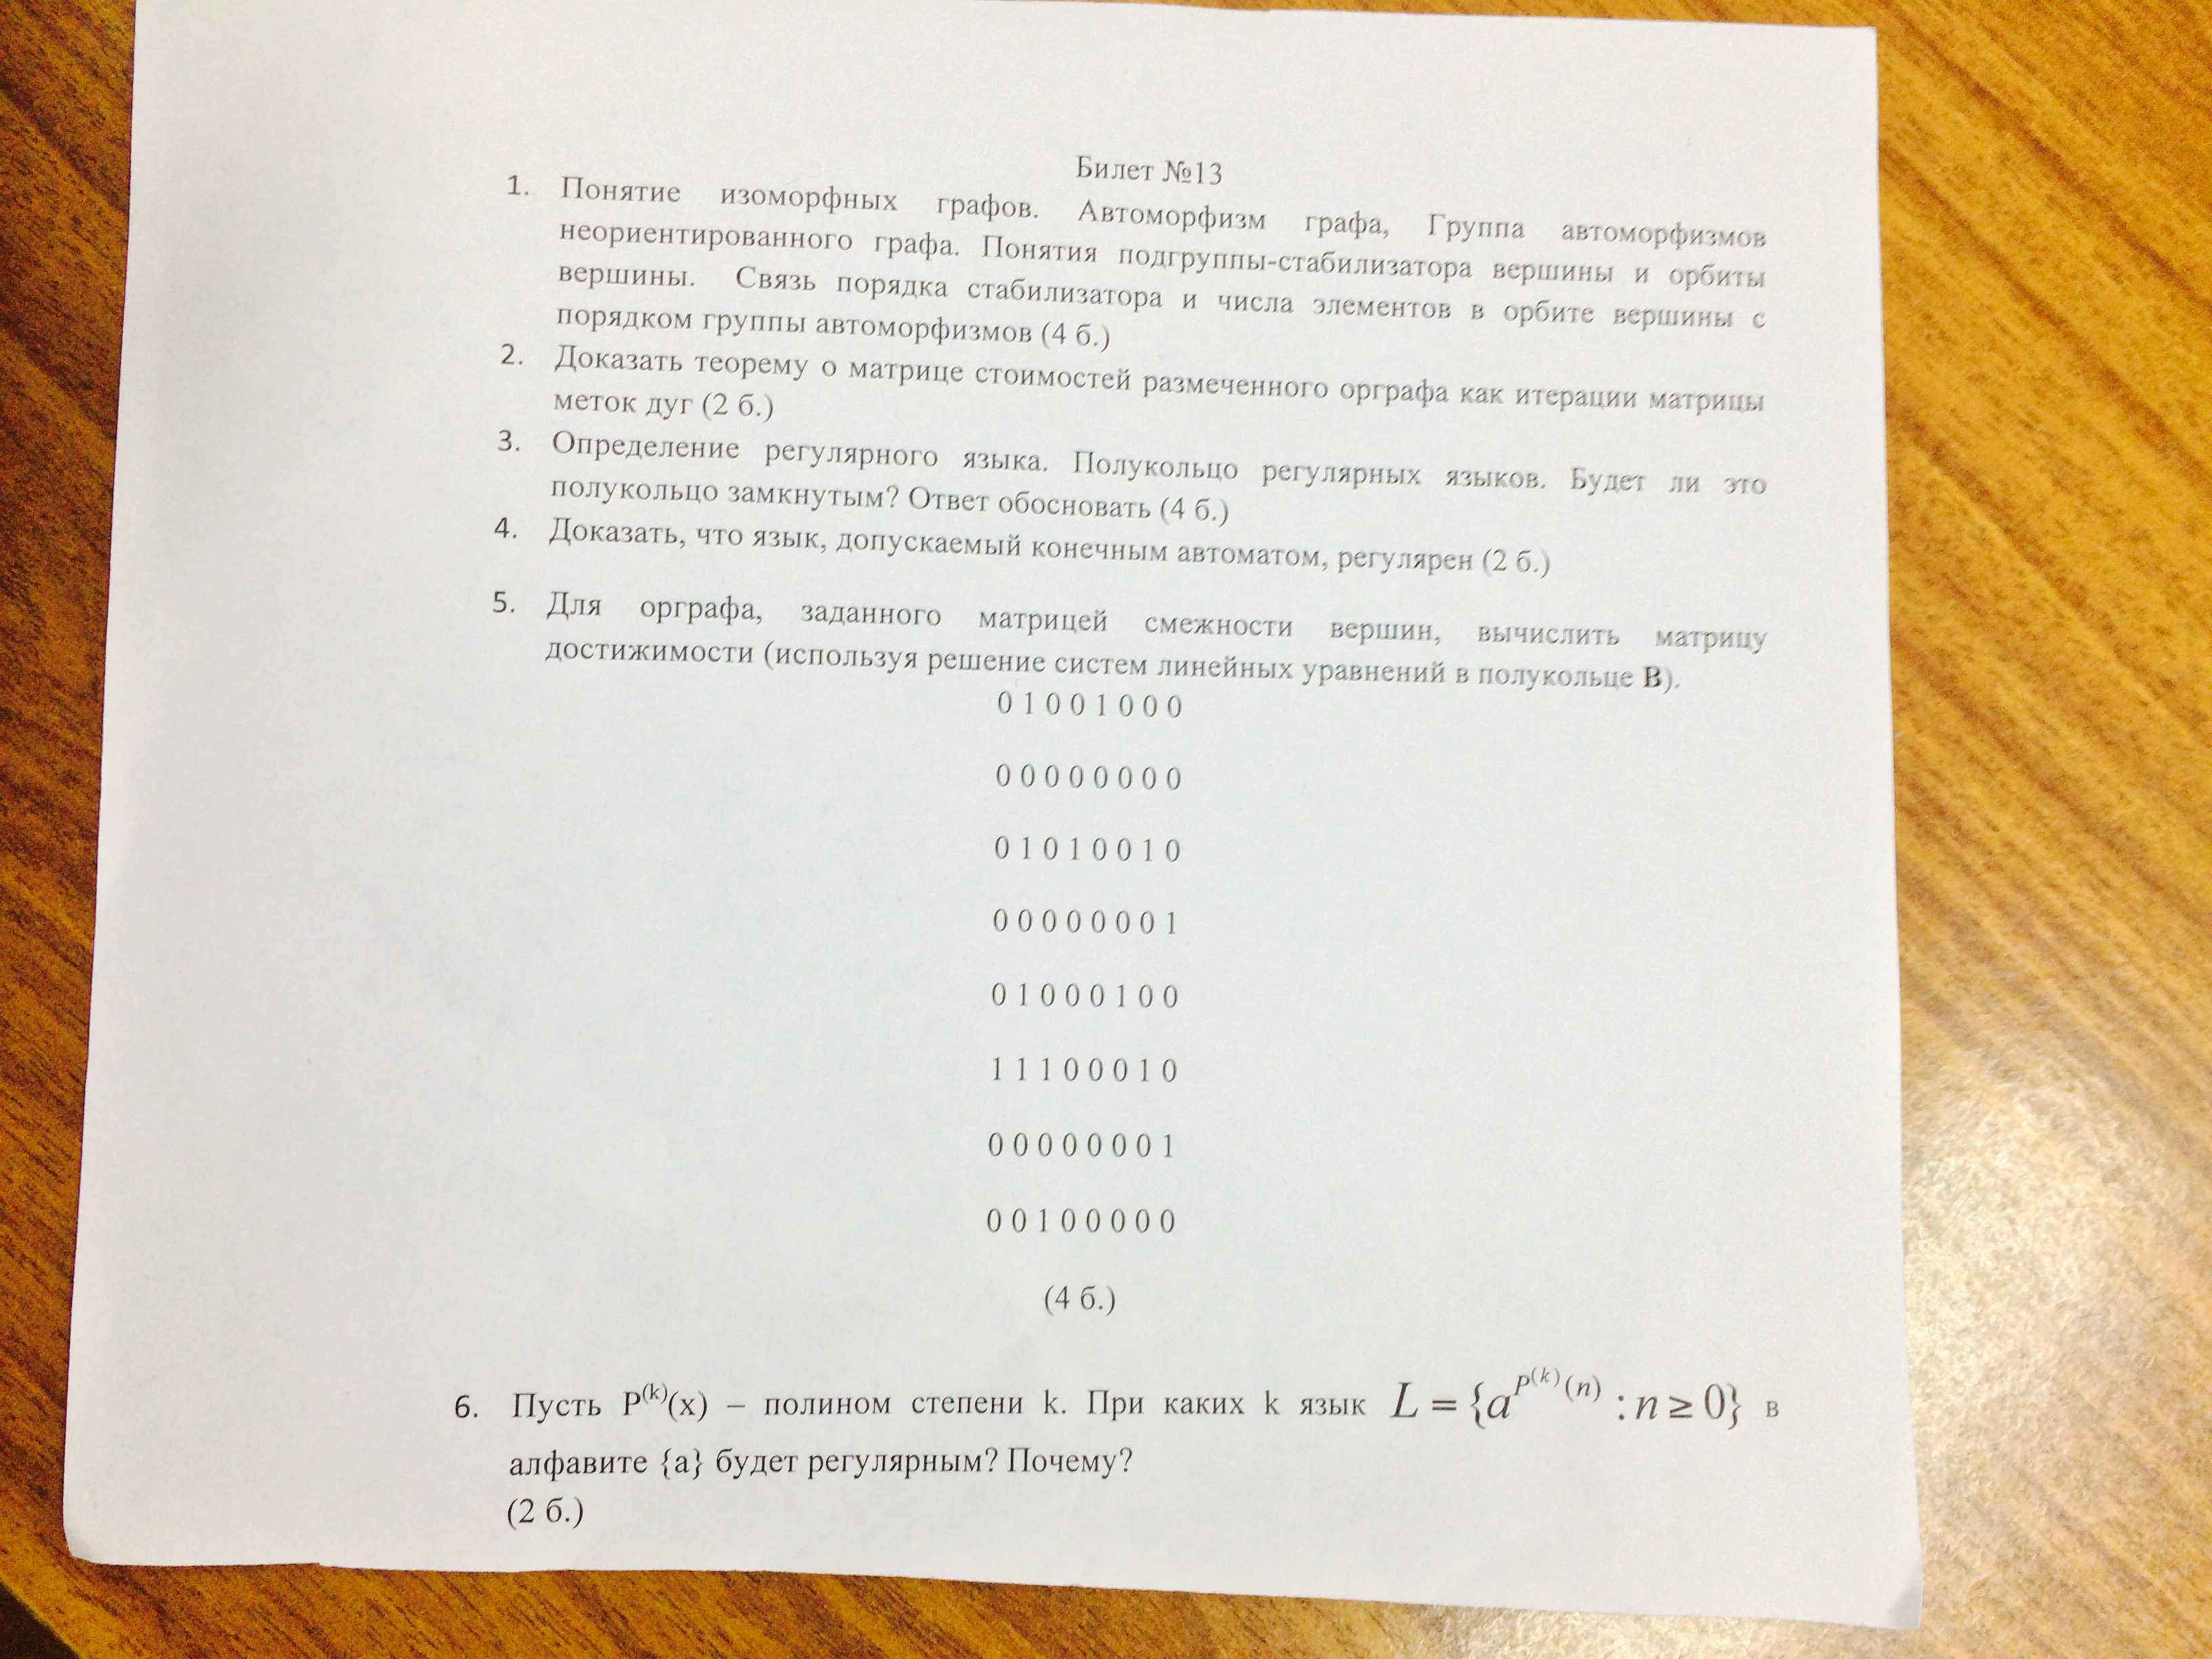 Билет №13
1. Понятие изоморфных графов. Автоморфизм графа, Группа автоморфизмов
неориентированного графа. Понятия подгруппы-стабилизатора вершины и орбиты
вершины. Связь порядка стабилизатора и числа элементов в орбите вершины с
порядком группы автоморфизмов (4 б.)
2. Доказать теорему о матрице стоимостей размеченного орграфа как итерации матрицы
меток дуг (2 б.)
3. Определение регулярного языка. Полукольцо регулярных языков. Будет ли это
полукольцо замкнутым? Ответ обосновать (4 б.)
4. Доказать, что язык, допускаемый конечным автоматом, регулярен (2 б.)
5. Для орграфа, заданного матрицей смежности вершин, вычислить матрицу
достижимости (используя решение систем линейных уравнений в полукольце B).
0 1 0 0 1 0 0 0
0 0 0 0 0 0 0 0
0 1 0 1 0 0 1 0
0 0 0 0 0 0 0 1
0 1 0 0 0 1 0 0
1 1 1 0 0 0 1 0
0 0 0 0 0 0 0 1
0 0 1 0 0 0 0 0
(4 б.)
6. Пусть P^(k)(x) – полином степени k. При каких k язык L = {a^{P^(k)(n)} : n ≥ 0} в
алфавите {a} будет регулярным? Почему?
(2 б.)